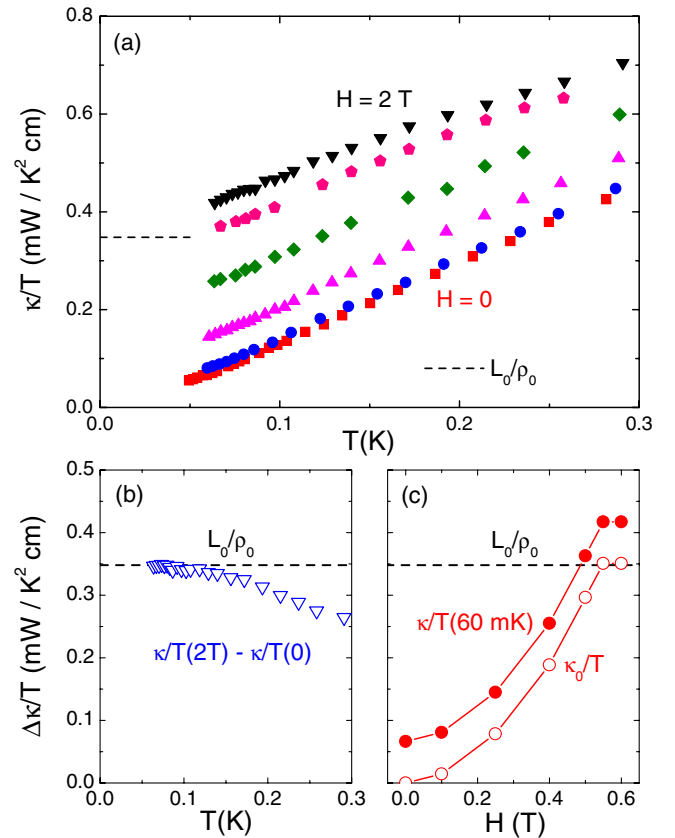 (a)
0.8
0.6
0.4
0.2
0.0
κ/T (mW / K² cm)
H = 2 T
H = 0
L₀/ρ₀
0.0 0.1 0.2 0.3
T(K)
(b)
0.5
0.4
0.3
0.2
0.1
0.0
Δκ/T (mW / K² cm)
L₀/ρ₀
κ/T(2T) - κ/T(0)
0.0 0.1 0.2 0.3
T(K)
(c)
L₀/ρ₀
κ/T(60 mK)
κ₀/T
0.0 0.2 0.4 0.6
H (T)